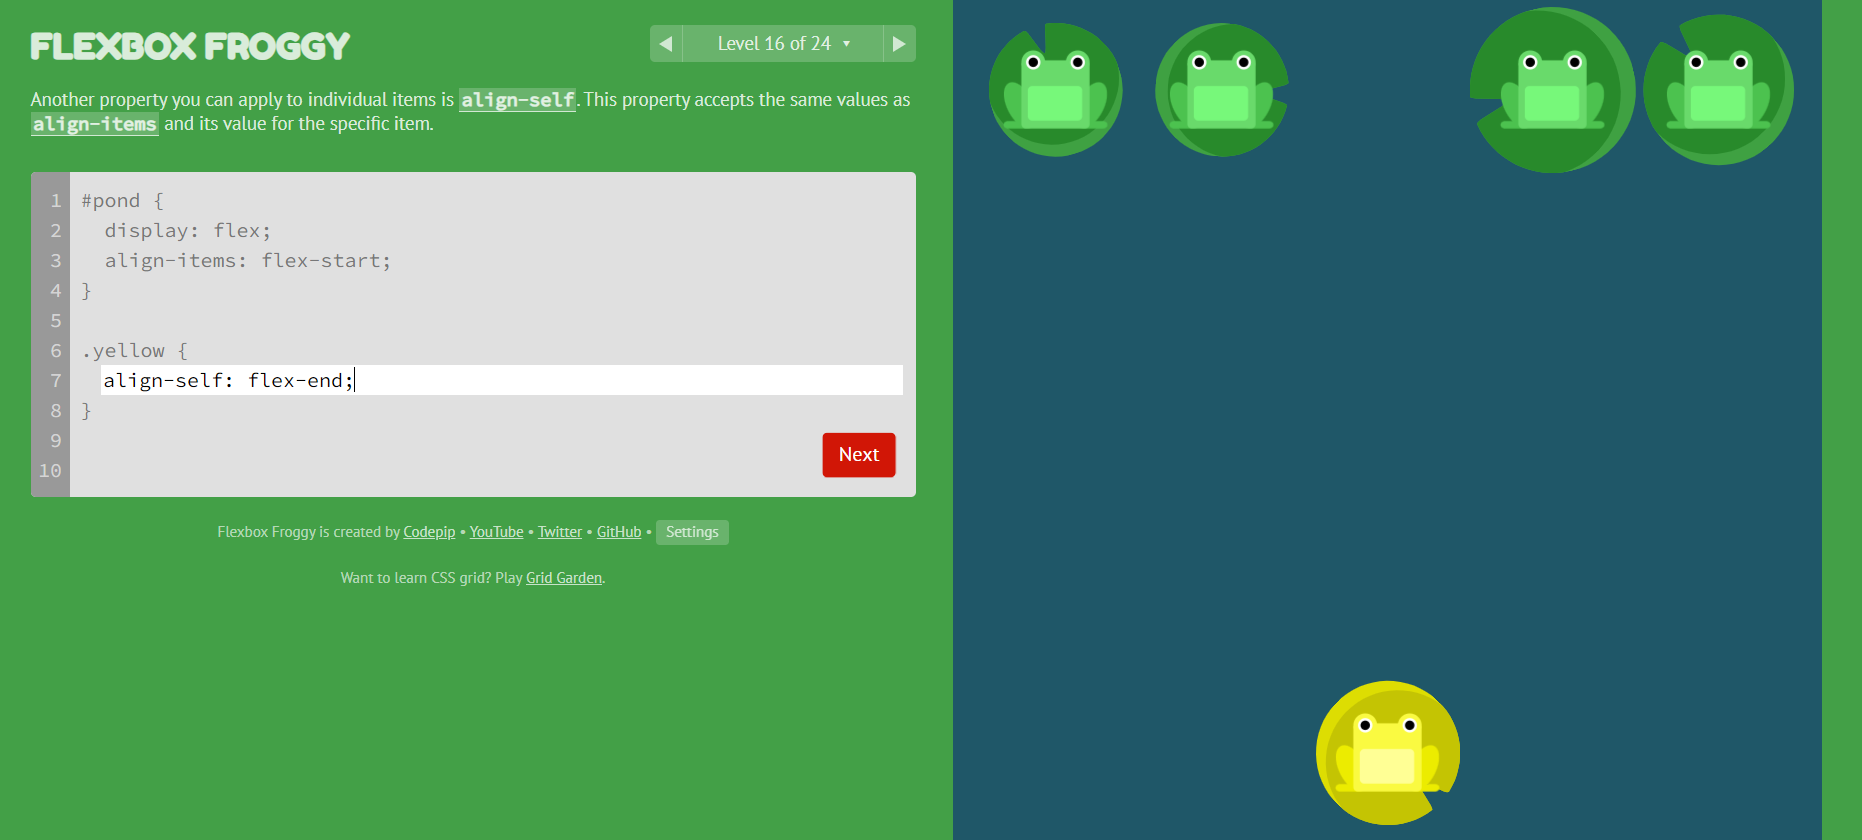 FLEXBOX FROGGY
◀ Level 16 of 24 ▾ ▶
Another property you can apply to individual items is align-self. This property accepts the same values as
align-items and its value for the specific item.
1 #pond {
2 display: flex;
3 align-items: flex-start;
4 }
5
6 .yellow {
7 align-self: flex-end;
8 }
9
10
Next
Flexbox Froggy is created by Codepip • YouTube • Twitter • GitHub • Settings
Want to learn CSS grid? Play Grid Garden.